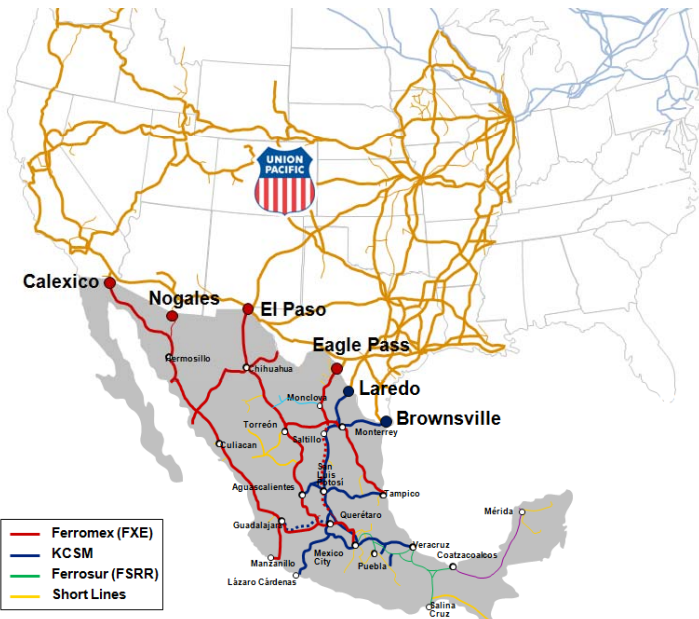 UNION
PACIFIC
Calexico
Nogales
El Paso
Eagle Pass
Hermosillo
Chihuahua
Laredo
Monclova
Brownsville
Torreón
Monterrey
Saltillo
Culiacan
San
Luis
Potosí
Aguascalientes
Tampico
Mérida
Querétaro
Guadalajara
Veracruz
Mexico
City
Coatzacoalcos
Manzanillo
Puebla
Lázaro Cárdenas
Salina
Cruz
Ferromex (FXE)
KCSM
Ferrosur (FSRR)
Short Lines